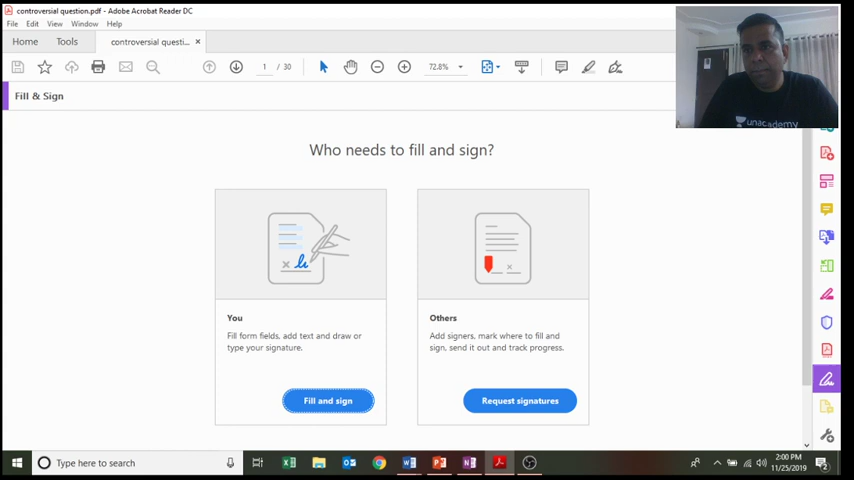 controversial question.pdf - Adobe Acrobat Reader DC
File Edit View Window Help
Home Tools controversial questi... ×
1 / 30 72.8%
Fill & Sign
unacademy
Who needs to fill and sign?
You
Fill form fields, add text and draw or
type your signature.
Fill and sign
Others
Add signers, mark where to fill and
sign, send it out and track progress.
Request signatures
Type here to search
2:00 PM
11/25/2019
2